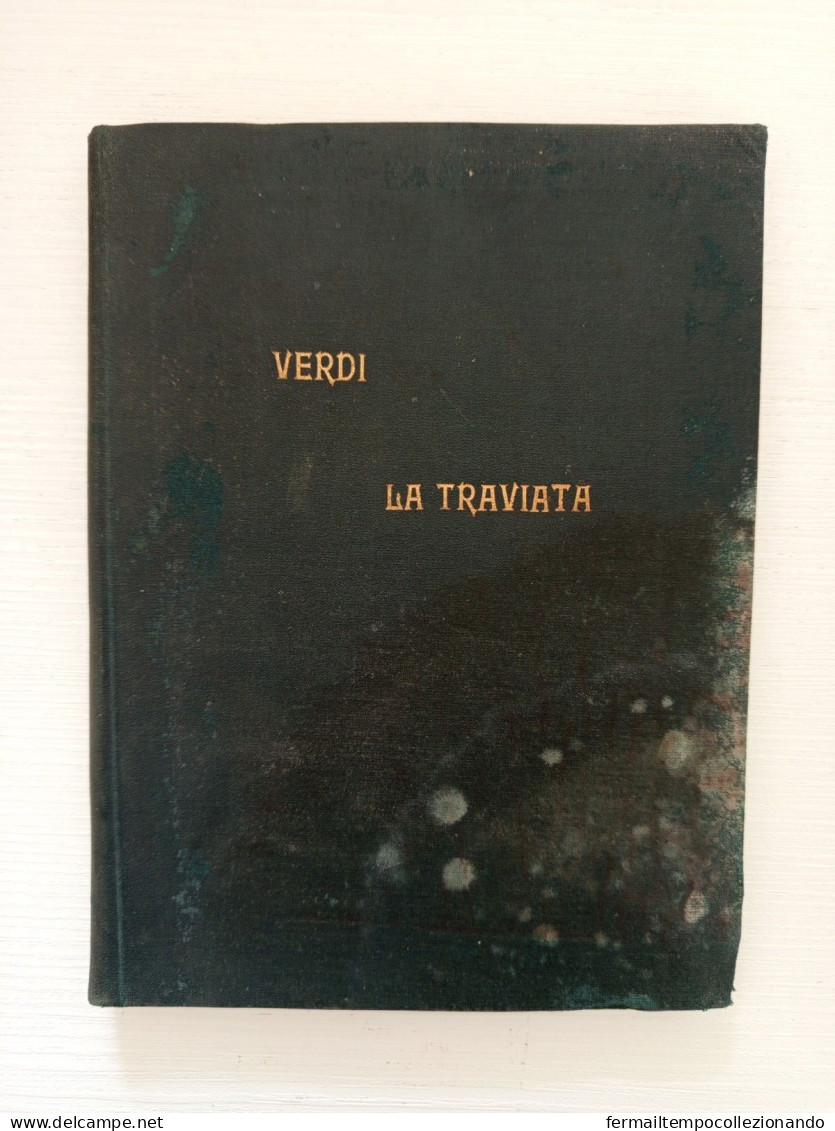 VERDI
LA TRAVIATA
www.delcampe.net
fermailtempocollezionando